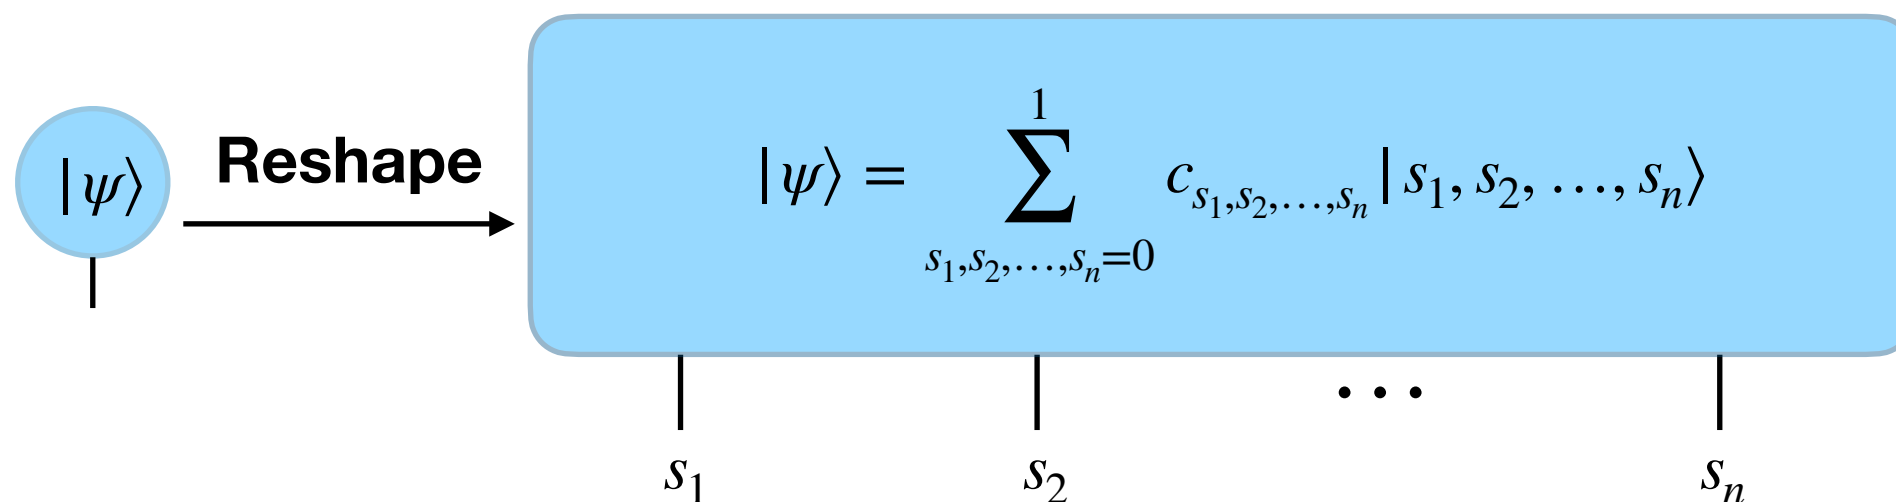 |ψ⟩
Reshape
1
|ψ⟩ = ∑ c_{s_1,s_2,…,s_n} |s_1, s_2, …, s_n⟩
s_1,s_2,…,s_n=0
…
s_1 s_2 s_n